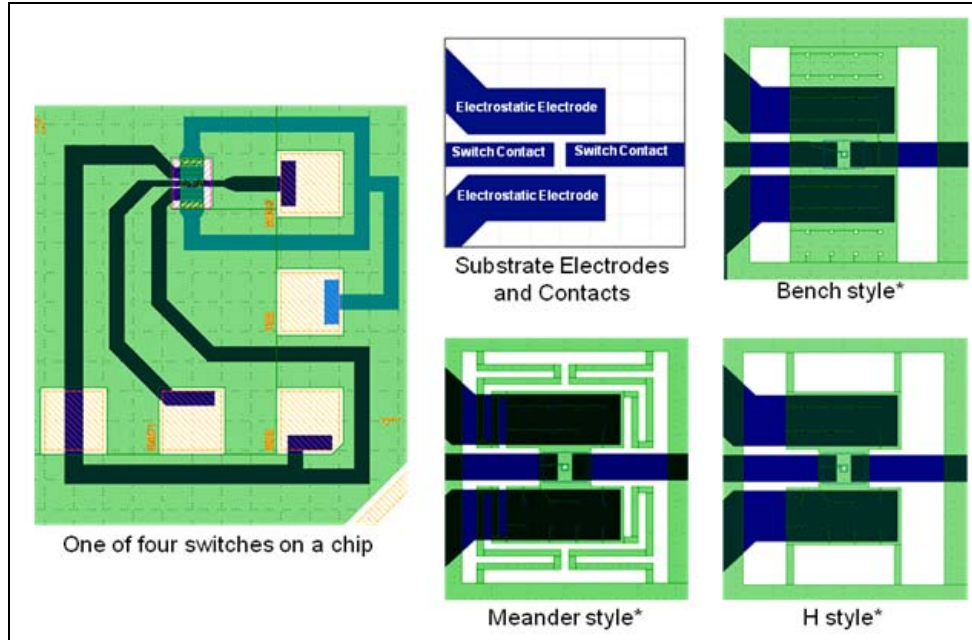 Electrostatic Electrode
Switch Contact
Switch Contact
Electrostatic Electrode
Substrate Electrodes
and Contacts
Bench style*
One of four switches on a chip
Meander style*
H style*